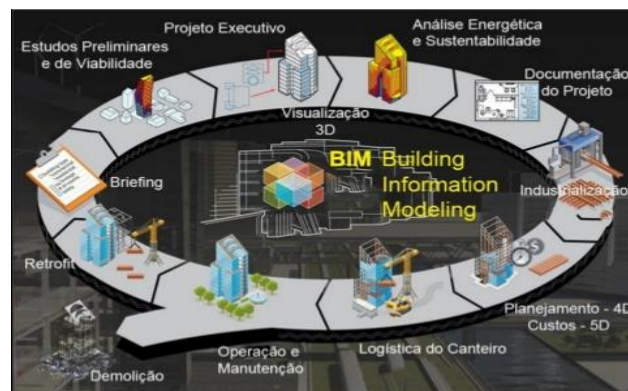 Projeto Executivo
Análise Energética
e Sustentabilidade
Estudos Preliminares
e de Viabilidade
Documentação
do Projeto
Visualização
3D
BIM Building
Information
Modeling
Industrialização
Briefing
Retrofit
Planejamento - 4D
Custos - 5D
Logística do Canteiro
Operação e
Manutenção
Demolição